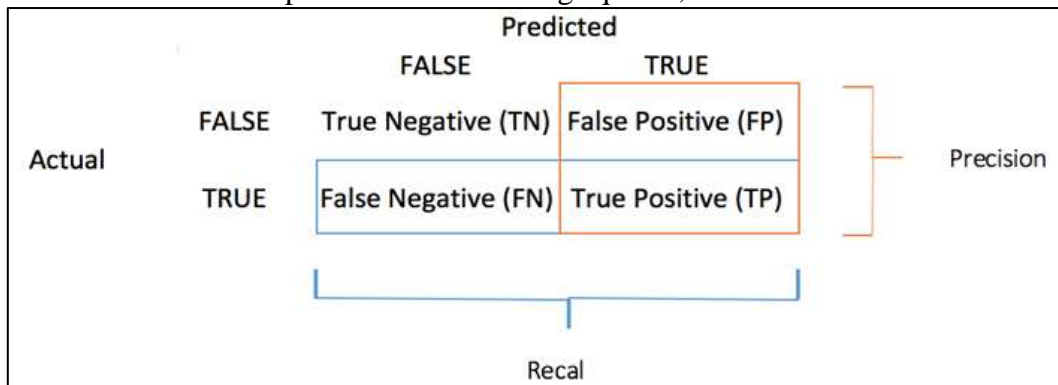 Predicted
FALSE TRUE
FALSE True Negative (TN) False Positive (FP)
Actual Precision
TRUE False Negative (FN) True Positive (TP)
Recal